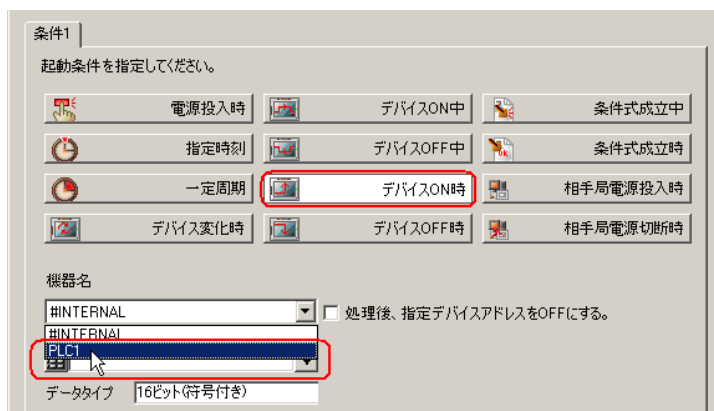 条件1
起動条件を指定してください。
電源投入時 デバイスON中 条件式成立中
指定時刻 デバイスOFF中 条件式成立時
一定周期 デバイスON時 相手局電源投入時
デバイス変化時 デバイスOFF時 相手局電源切断時
機器名
#INTERNAL 処理後、指定デバイスアドレスをOFFにする。
#INTERNAL
PLC1
データタイプ 16ビット(符号付き)